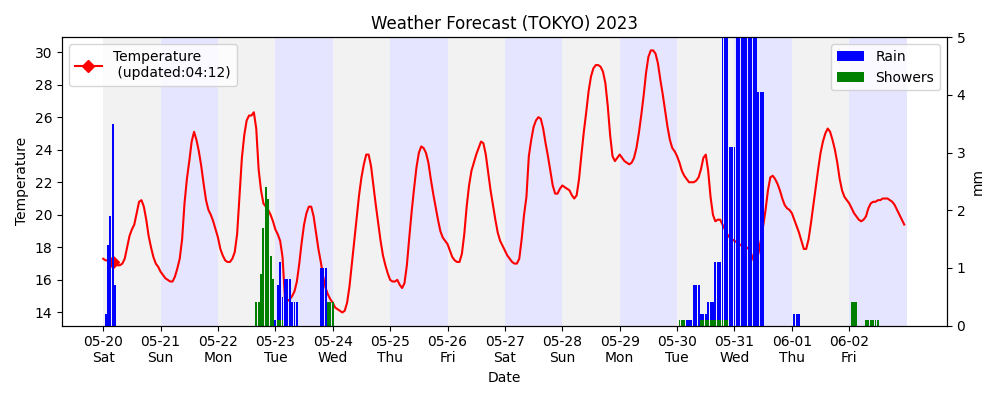 Weather Forecast (TOKYO) 2023
Temperature
(updated:04:12)
Rain
Showers
Temperature
30
28
26
24
22
20
18
16
14
5
4
3
2
1
0
mm
05-20 05-21 05-22 05-23 05-24 05-25 05-26 05-27 05-28 05-29 05-30 05-31 06-01 06-02
Sat Sun Mon Tue Wed Thu Fri Sat Sun Mon Tue Wed Thu Fri
Date